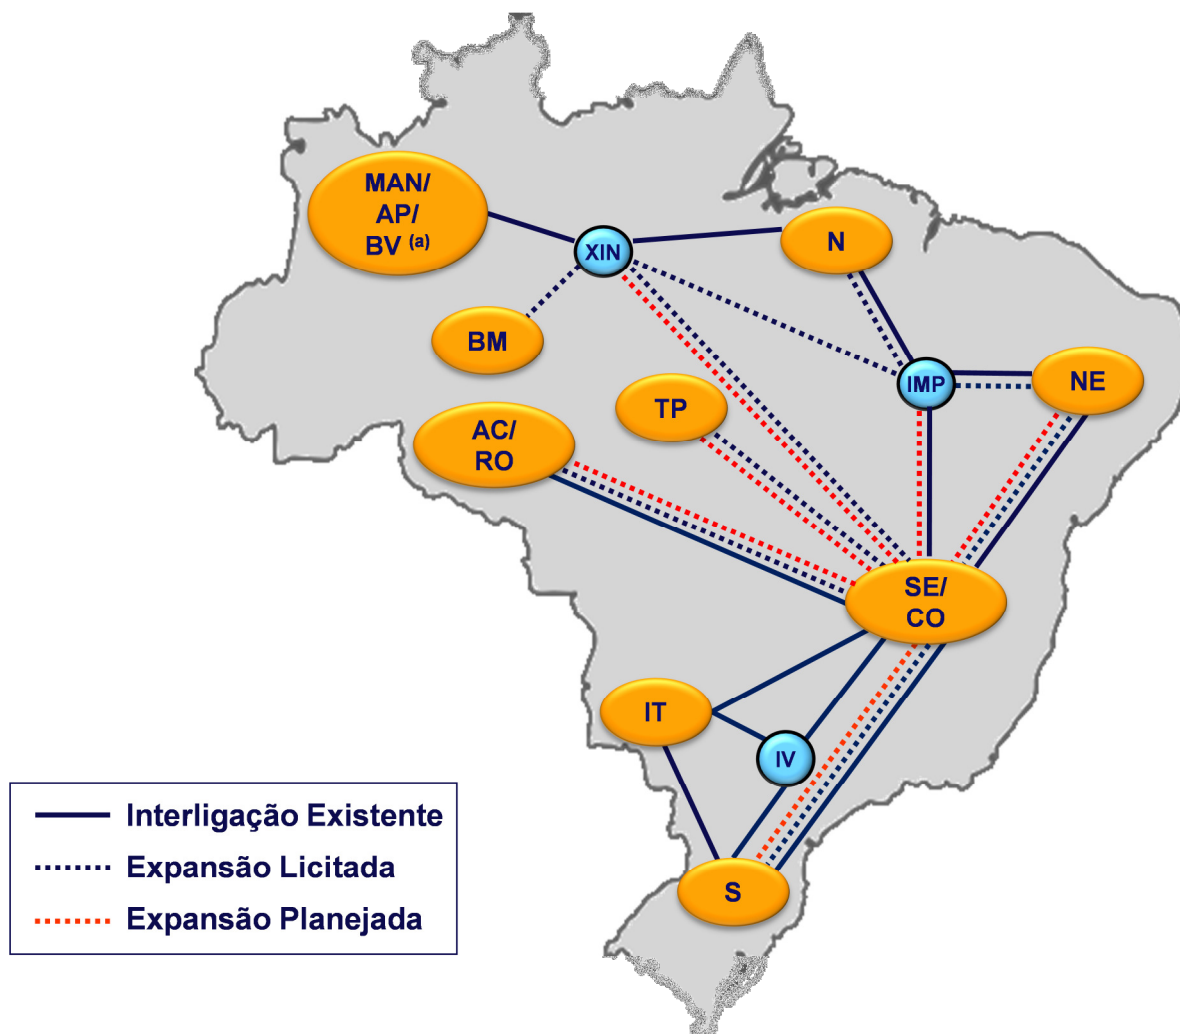 MAN/
AP/
BV (a)
XIN
N
BM
IMP
NE
TP
AC/
RO
SE/
CO
IT
IV
S
Interligação Existente
Expansão Licitada
Expansão Planejada